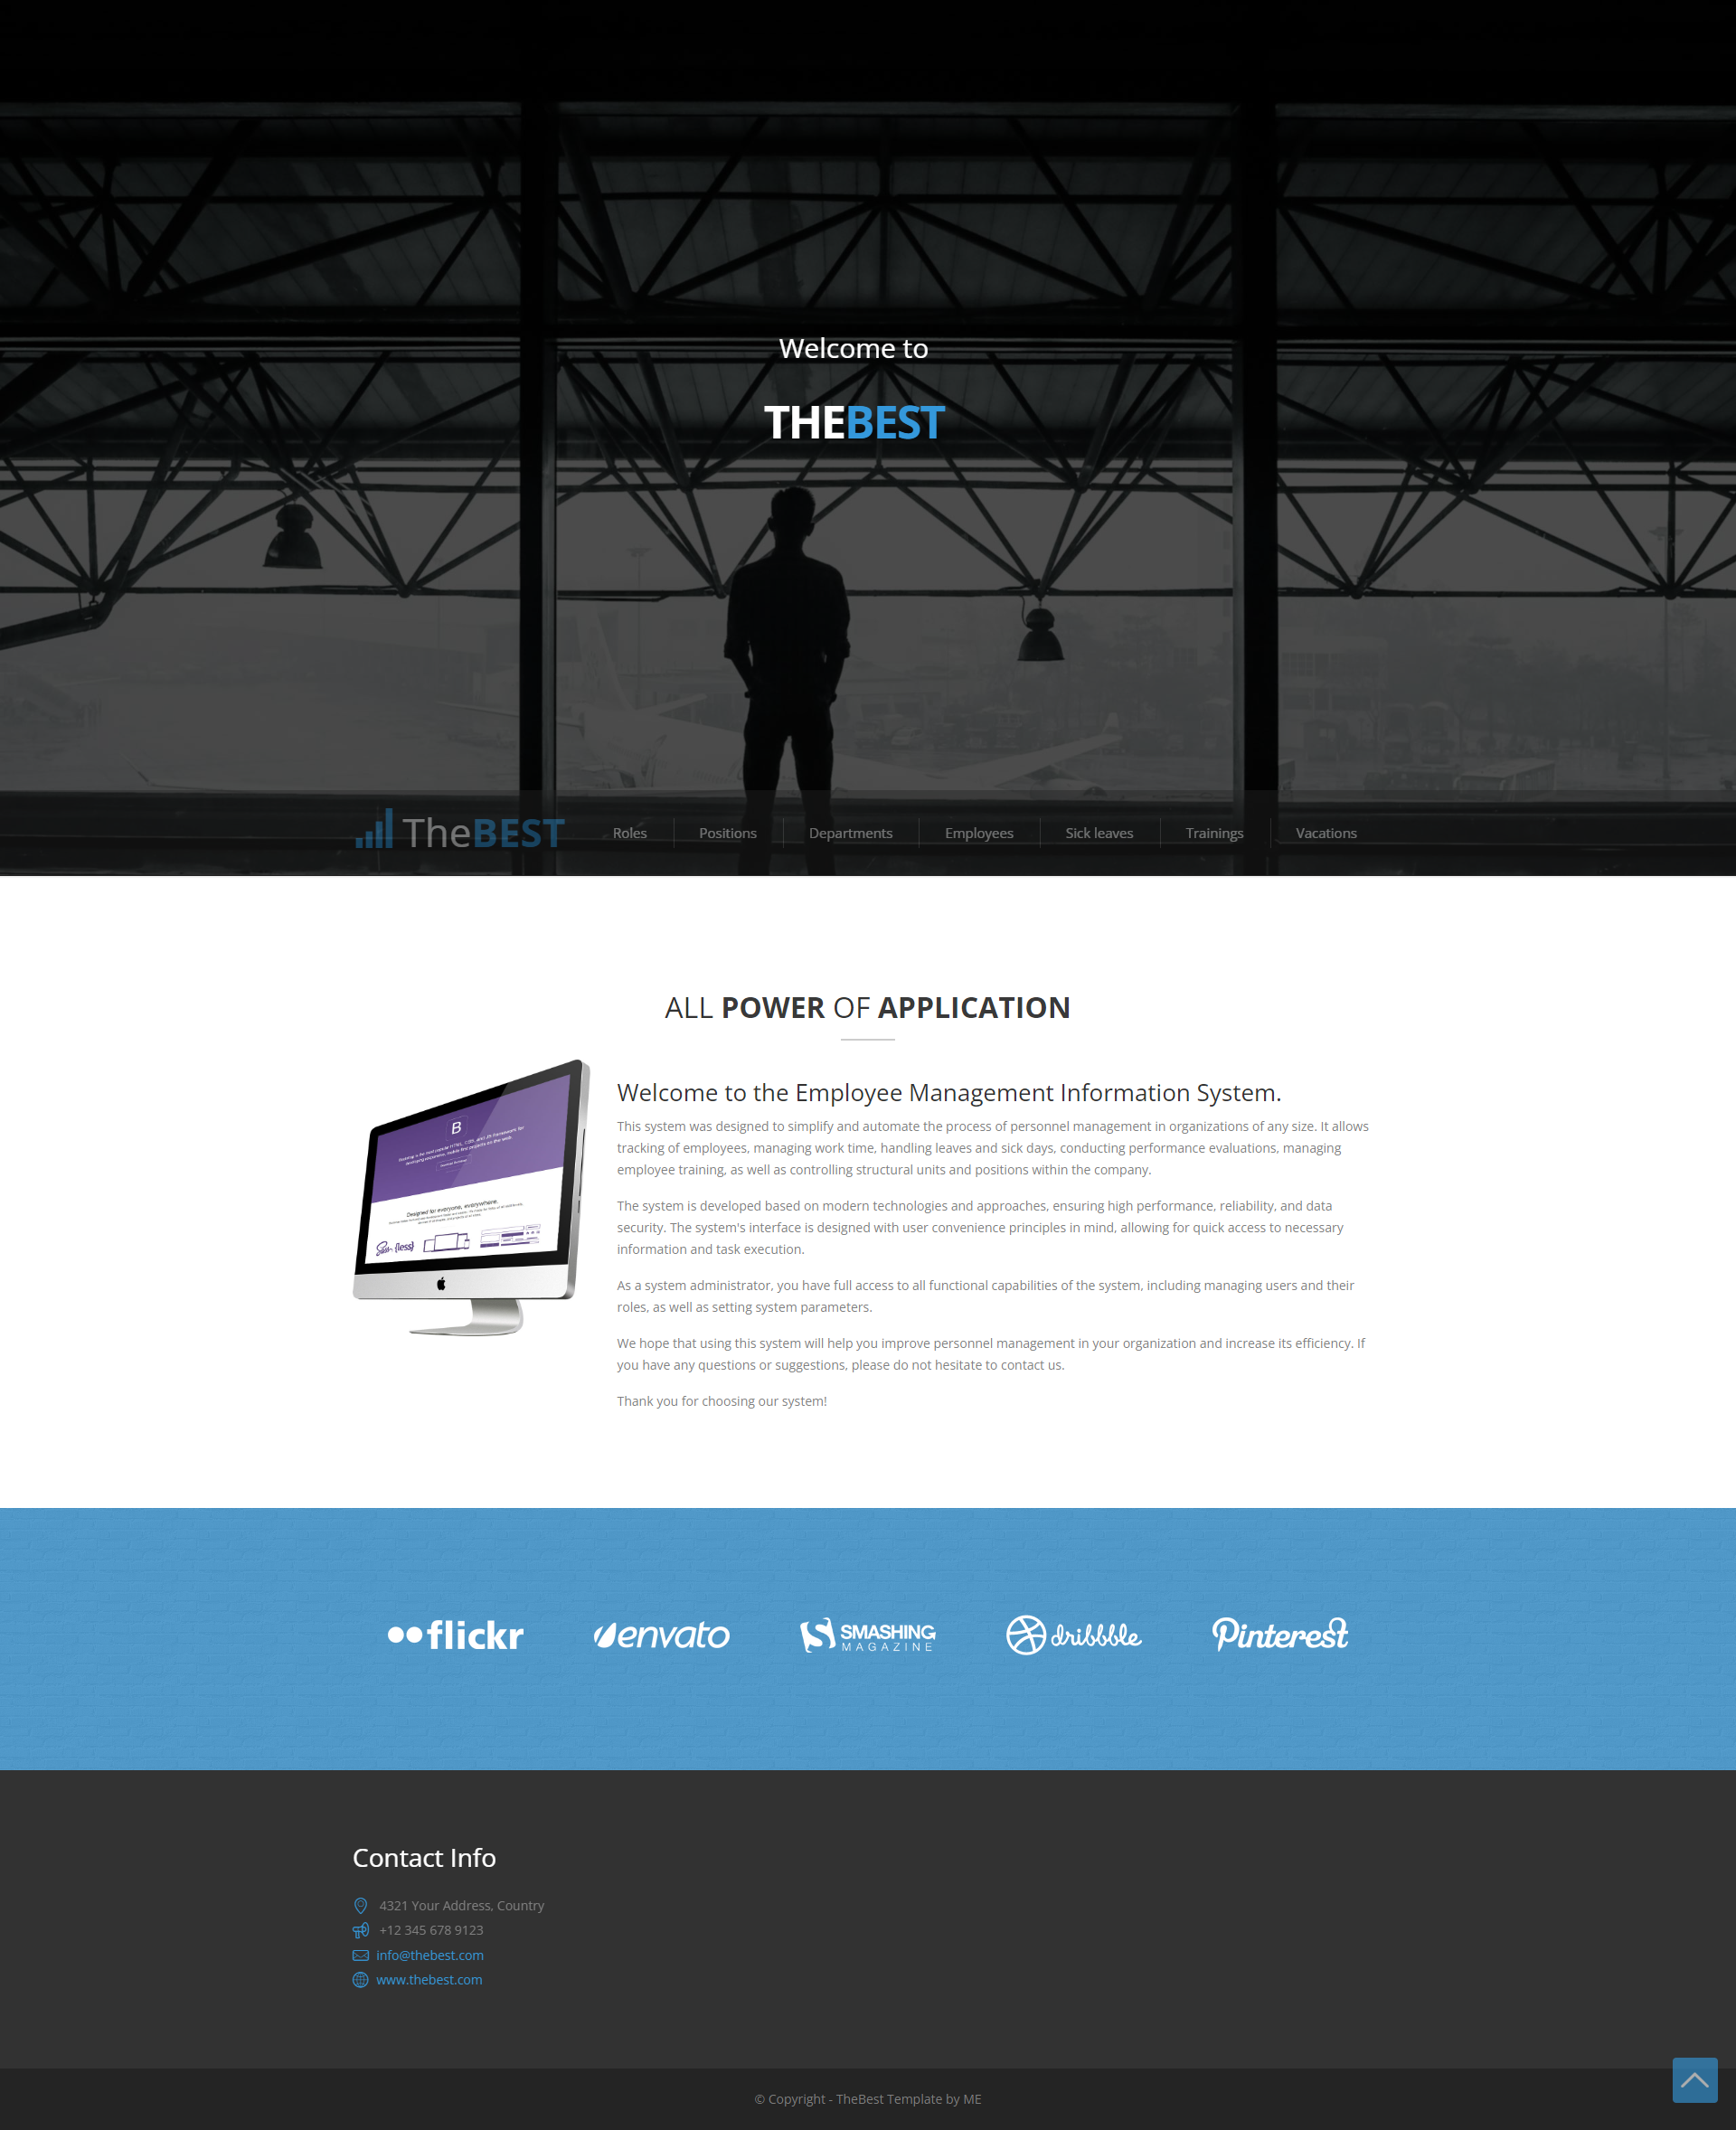 Welcome to
THEBEST
TheBEST
Roles
Positions
Departments
Employees
Sick leaves
Trainings
Vacations
ALL POWER OF APPLICATION
B
Designed for everyone, everywhere.
Sass {less}
Welcome to the Employee Management Information System.
This system was designed to simplify and automate the process of personnel management in organizations of any size. It allows
tracking of employees, managing work time, handling leaves and sick days, conducting performance evaluations, managing
employee training, as well as controlling structural units and positions within the company.
The system is developed based on modern technologies and approaches, ensuring high performance, reliability, and data
security. The system's interface is designed with user convenience principles in mind, allowing for quick access to necessary
information and task execution.
As a system administrator, you have full access to all functional capabilities of the system, including managing users and their
roles, as well as setting system parameters.
We hope that using this system will help you improve personnel management in your organization and increase its efficiency. If
you have any questions or suggestions, please do not hesitate to contact us.
Thank you for choosing our system!
flickr
envato
SMASHING
MAGAZINE
dribbble
Pinterest
Contact Info
4321 Your Address, Country
+12 345 678 9123
info@thebest.com
www.thebest.com
© Copyright - TheBest Template by ME